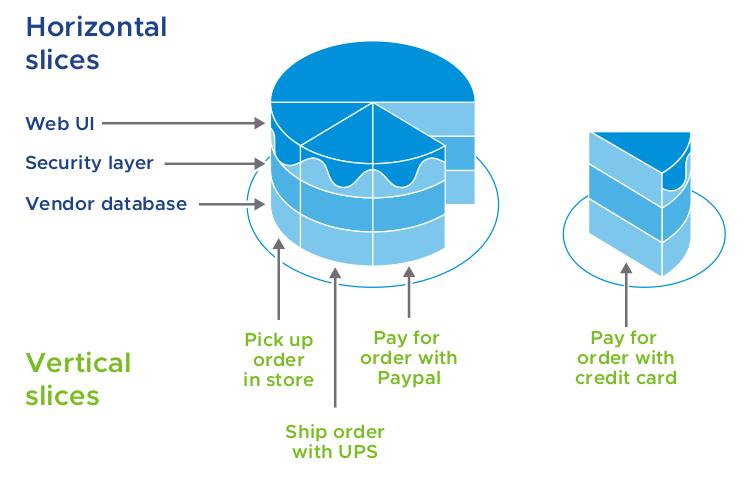 Horizontal
slices
Web UI
Security layer
Vendor database
Vertical
slices
Pick up
order
in store
Ship order
with UPS
Pay for
order with
Paypal
Pay for
order with
credit card